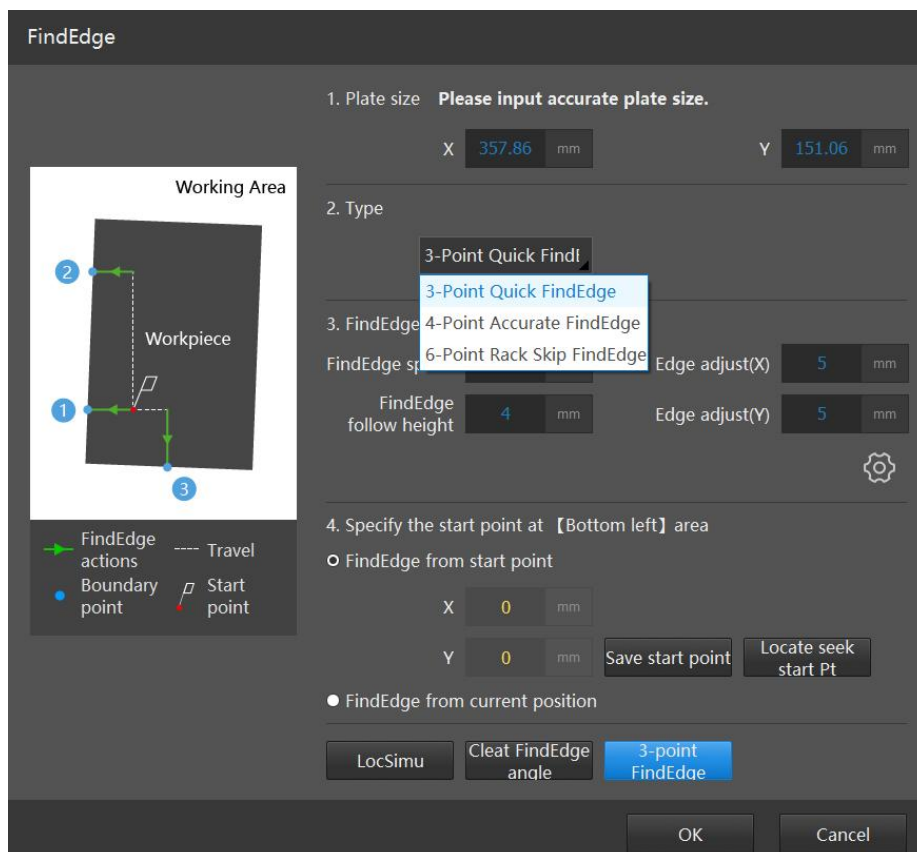 FindEdge
1. Plate size Please input accurate plate size.
X 357.86 mm Y 151.06 mm
Working Area
2. Type
3-Point Quick FindE
3-Point Quick FindEdge
4-Point Accurate FindEdge
6-Point Rack Skip FindEdge
2
Workpiece
1
3
3. FindEdge
FindEdge sp
Edge adjust(X) 5 mm
FindEdge
follow height 4 mm Edge adjust(Y) 5 mm
FindEdge
actions
Travel
Boundary
point
Start
point
4. Specify the start point at 【Bottom left】 area
FindEdge from start point
X 0 mm
Y 0 mm Save start point
Locate seek
start Pt
FindEdge from current position
LocSimu
Cleat FindEdge
angle
3-point
FindEdge
OK Cancel